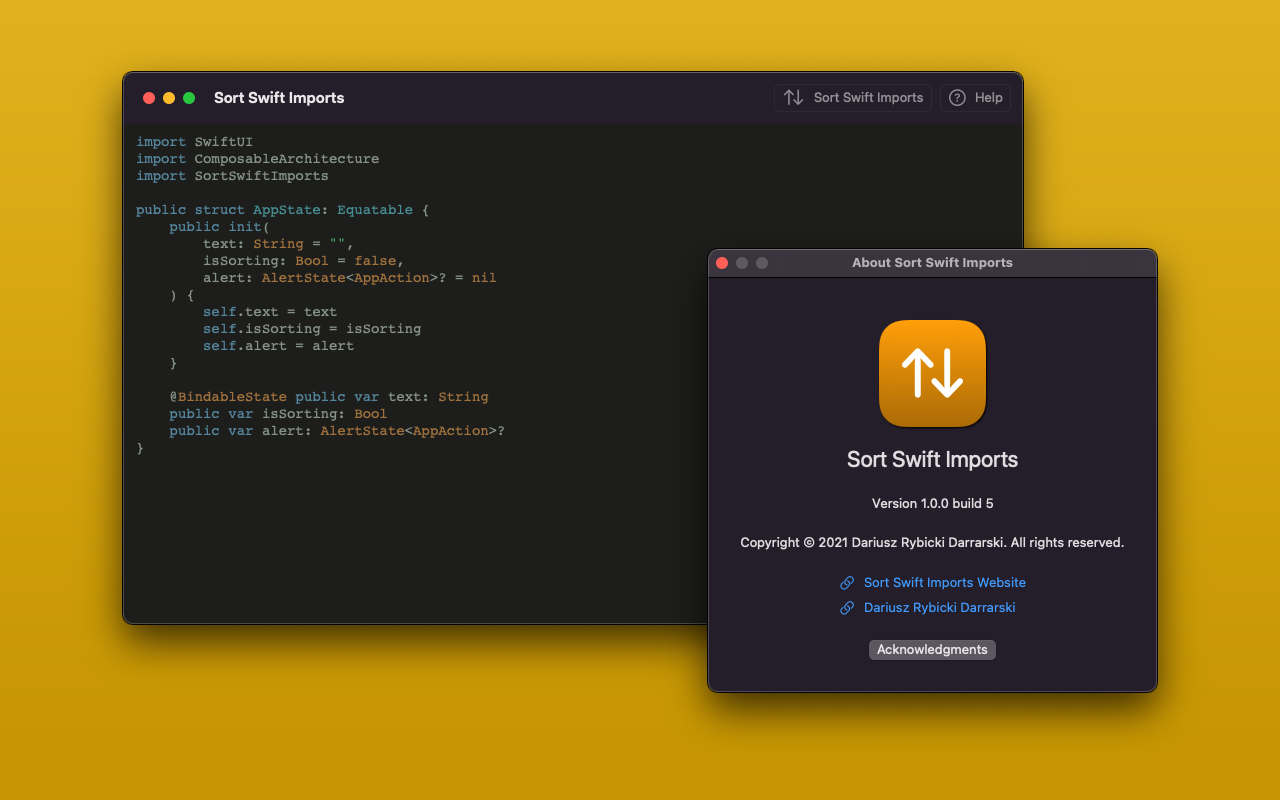 Sort Swift Imports
Sort Swift Imports
Help
import SwiftUI
import ComposableArchitecture
import SortSwiftImports
public struct AppState: Equatable {
    public init(
        text: String = "",
        isSorting: Bool = false,
        alert: AlertState<AppAction>? = nil
    ) {
        self.text = text
        self.isSorting = isSorting
        self.alert = alert
    }
    @BindableState public var text: String
    public var isSorting: Bool
    public var alert: AlertState<AppAction>?
}
About Sort Swift Imports
Sort Swift Imports
Version 1.0.0 build 5
Copyright © 2021 Dariusz Rybicki Darrarski. All rights reserved.
Sort Swift Imports Website
Dariusz Rybicki Darrarski
Acknowledgments